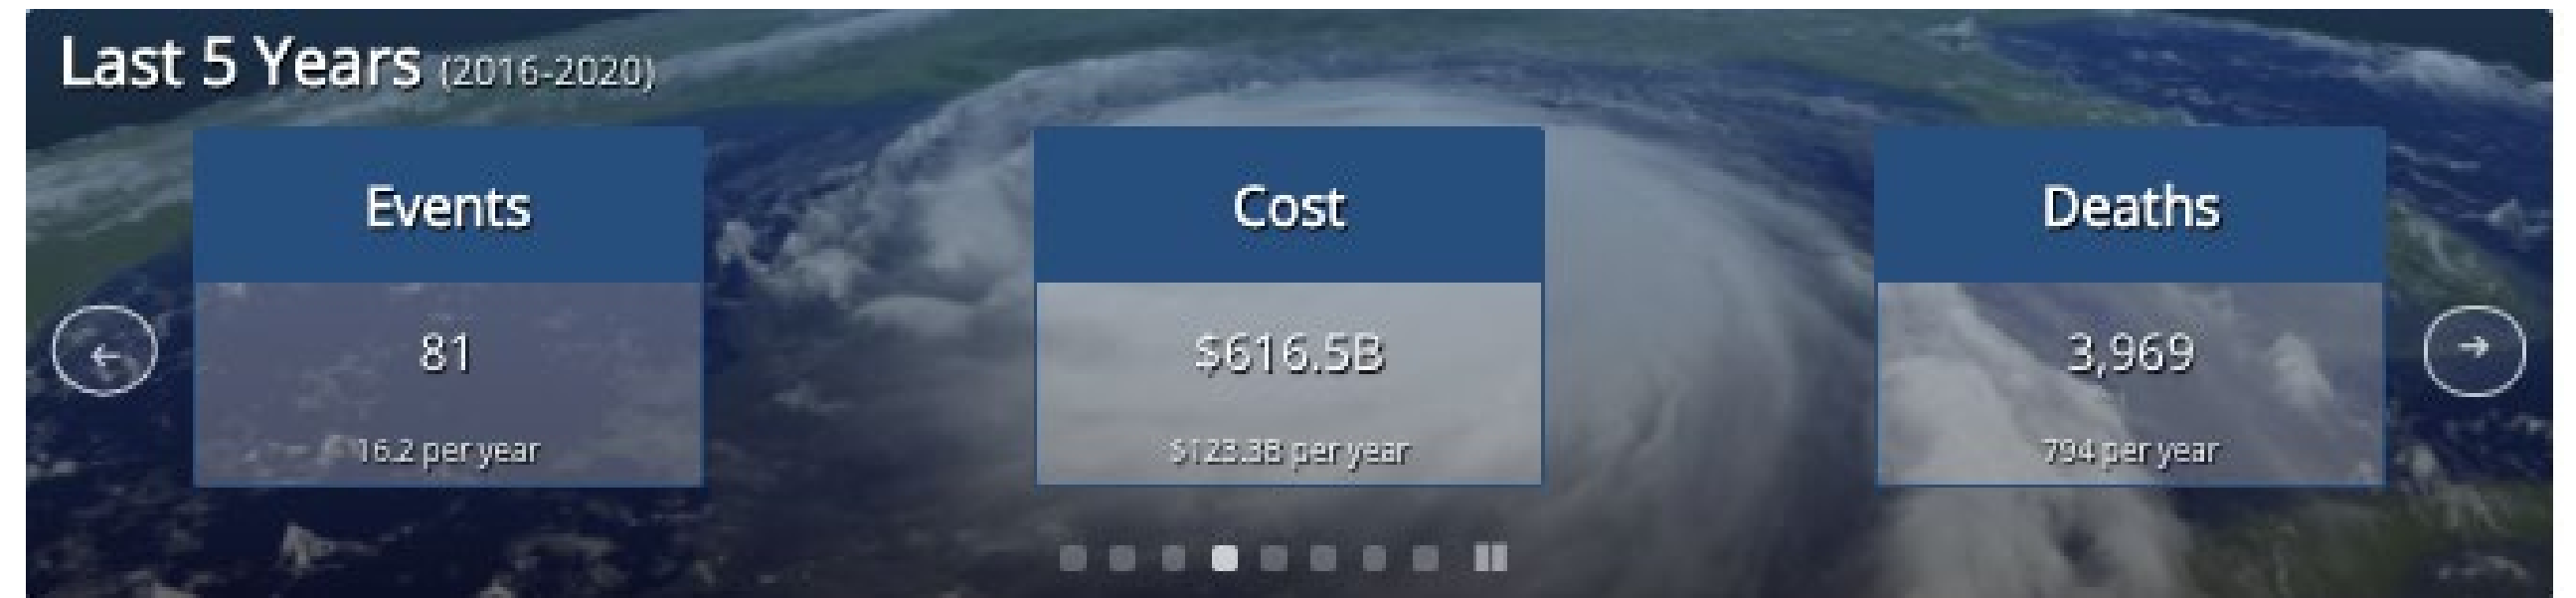 Last 5 Years (2016-2020)
Events
Cost
Deaths
81
$616.5B
3,969
16.2 per year
$123.3B per year
794 per year